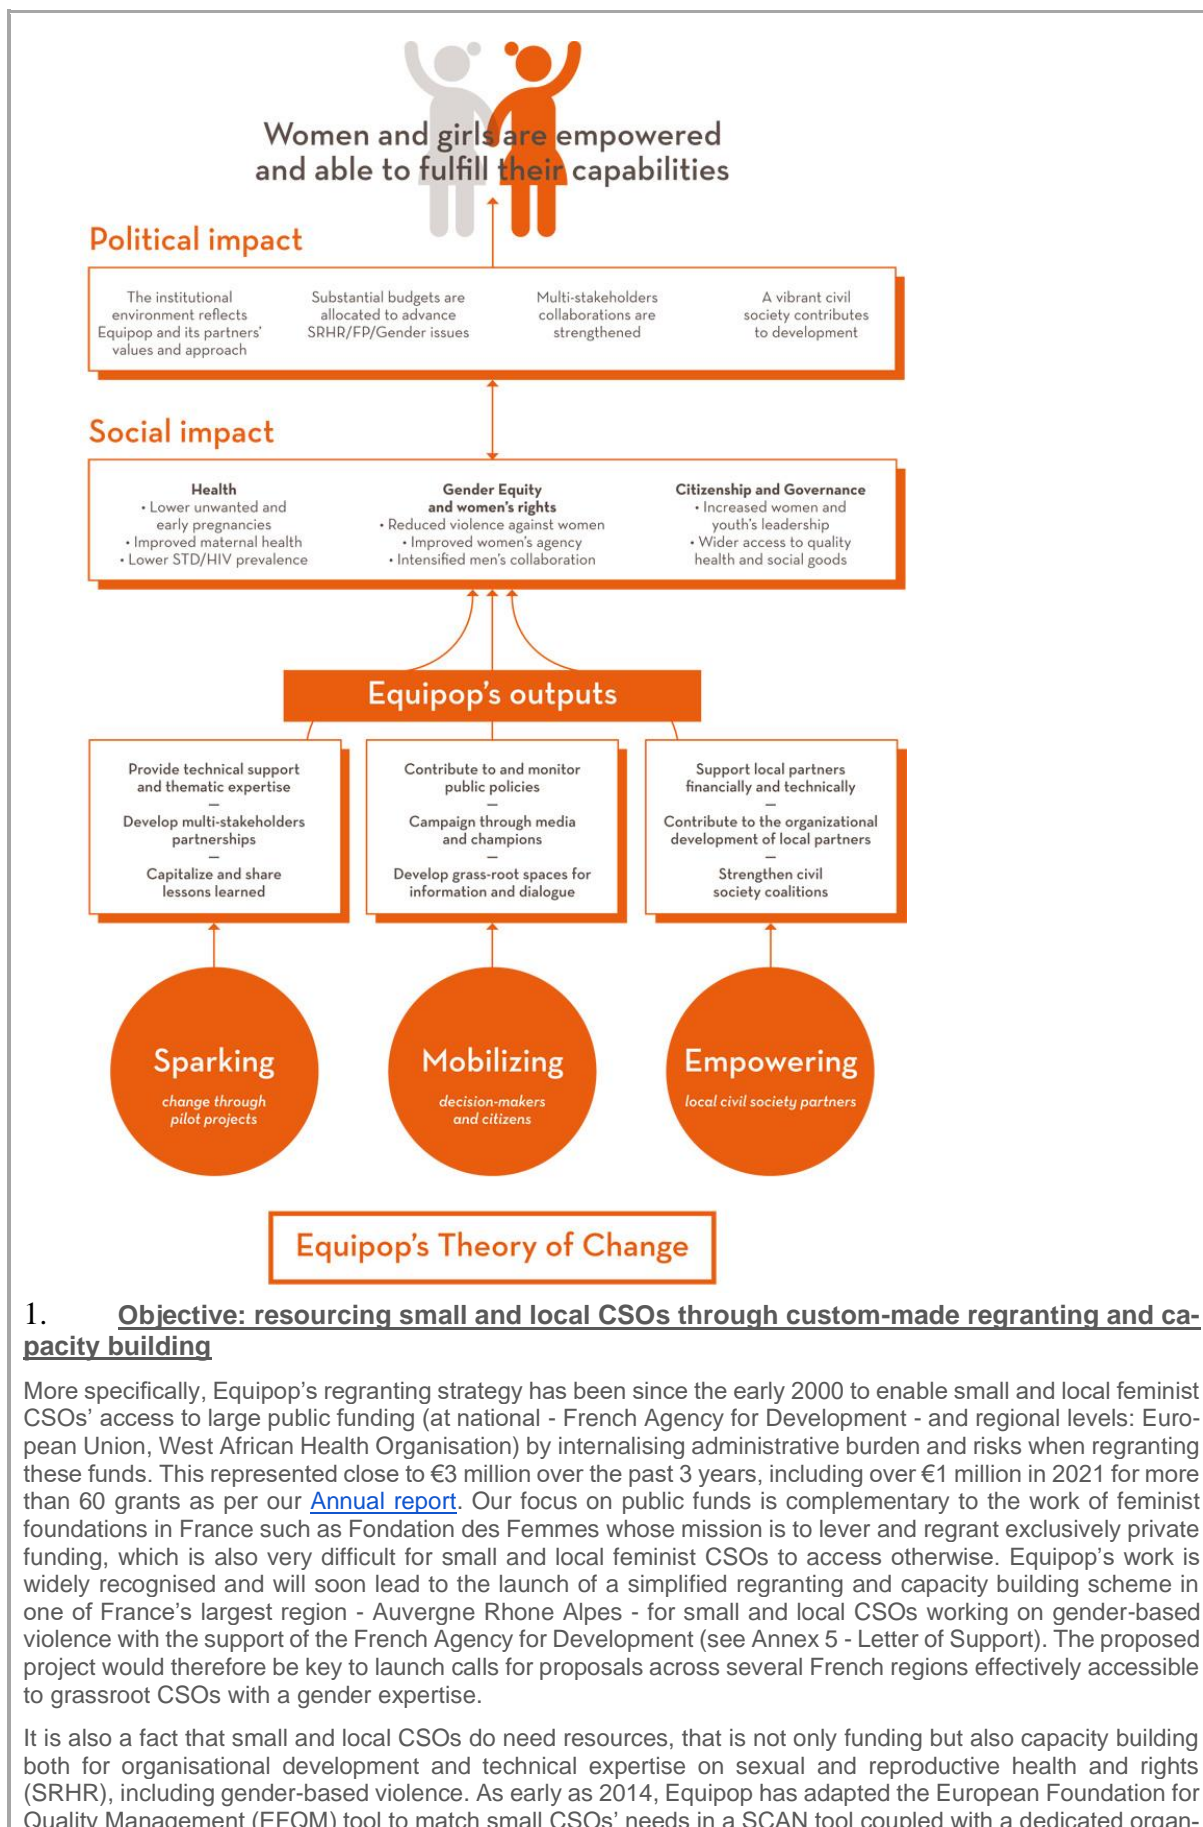 Women and girls are empowered
and able to fulfill their capabilities
Political impact
The institutional
environment reflects
Equipop and its partners'
values and approach
Substantial budgets are
allocated to advance
SRHR/FP/Gender issues
Multi-stakeholders
collaborations are
strengthened
A vibrant civil
society contributes
to development
Social impact
Health
• Lower unwanted and
early pregnancies
• Improved maternal health
• Lower STD/HIV prevalence
Gender Equity
and women's rights
• Reduced violence against women
• Improved women's agency
• Intensified men's collaboration
Citizenship and Governance
• Increased women and
youth's leadership
• Wider access to quality
health and social goods
Equipop's outputs
Provide technical support
and thematic expertise
—
Develop multi-stakeholders
partnerships
—
Capitalize and share
lessons learned
Contribute to and monitor
public policies
—
Campaign through media
and champions
—
Develop grass-root spaces for
information and dialogue
Support local partners
financially and technically
—
Contribute to the organizational
development of local partners
—
Strengthen civil
society coalitions
Sparking
change through
pilot projects
Mobilizing
decision-makers
and citizens
Empowering
local civil society partners
Equipop's Theory of Change
1. Objective: resourcing small and local CSOs through custom-made regranting and ca-
pacity building
More specifically, Equipop's regranting strategy has been since the early 2000 to enable small and local feminist
CSOs' access to large public funding (at national - French Agency for Development - and regional levels: Euro-
pean Union, West African Health Organisation) by internalising administrative burden and risks when regranting
these funds. This represented close to €3 million over the past 3 years, including over €1 million in 2021 for more
than 60 grants as per our Annual report. Our focus on public funds is complementary to the work of feminist
foundations in France such as Fondation des Femmes whose mission is to lever and regrant exclusively private
funding, which is also very difficult for small and local feminist CSOs to access otherwise. Equipop's work is
widely recognised and will soon lead to the launch of a simplified regranting and capacity building scheme in
one of France's largest region - Auvergne Rhone Alpes - for small and local CSOs working on gender-based
violence with the support of the French Agency for Development (see Annex 5 - Letter of Support). The proposed
project would therefore be key to launch calls for proposals across several French regions effectively accessible
to grassroot CSOs with a gender expertise.
It is also a fact that small and local CSOs do need resources, that is not only funding but also capacity building
both for organisational development and technical expertise on sexual and reproductive health and rights
(SRHR), including gender-based violence. As early as 2014, Equipop has adapted the European Foundation for
Quality Management (EFQM) tool to match small CSOs' needs in a SCAN tool coupled with a dedicated organ-